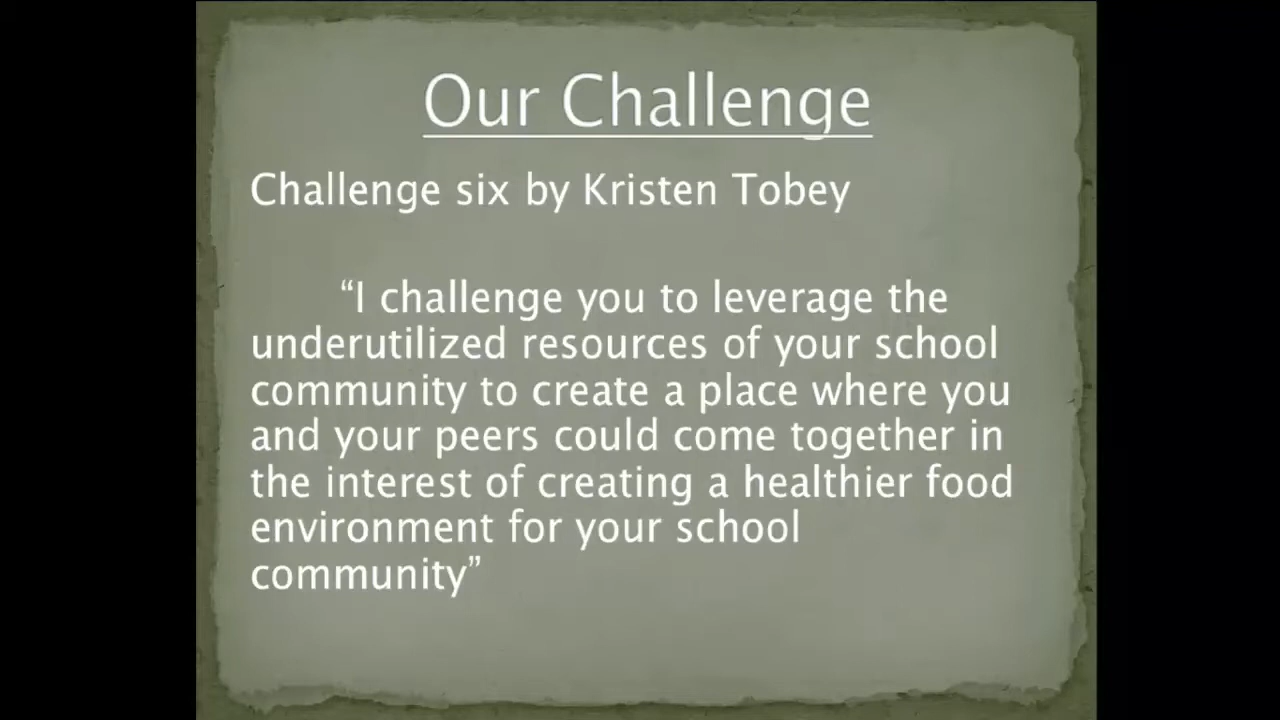 Our Challenge
Challenge six by Kristen Tobey
“I challenge you to leverage the
underutilized resources of your school
community to create a place where you
and your peers could come together in
the interest of creating a healthier food
environment for your school
community”